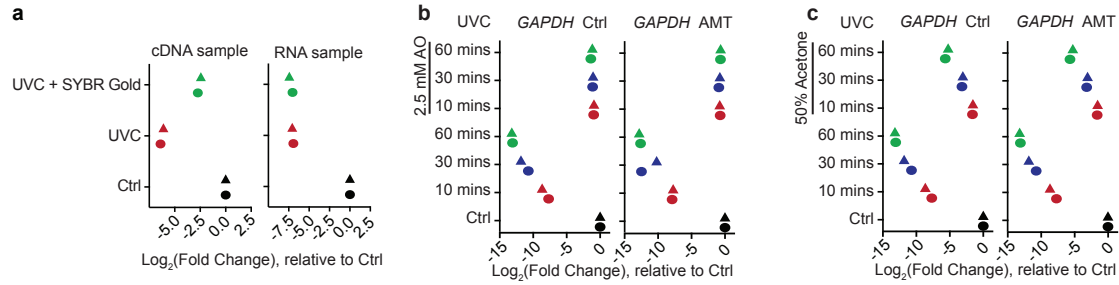 a
cDNA sample
RNA sample
UVC + SYBR Gold
UVC
Ctrl
-5.0
-2.5
0.0
2.5
-7.5
-5.0
-2.5
0.0
2.5
Log2(Fold Change), relative to Ctrl
b
UVC
GAPDH Ctrl
GAPDH AMT
2.5 mM AO
60 mins
30 mins
10 mins
60 mins
30 mins
10 mins
Ctrl
-15
-10
-5
0
-15
-10
-5
0
Log2(Fold Change), relative to Ctrl
c
UVC
GAPDH Ctrl
GAPDH AMT
50% Acetone
60 mins
30 mins
10 mins
60 mins
30 mins
10 mins
Ctrl
-15
-10
-5
0
-15
-10
-5
0
Log2(Fold Change), relative to Ctrl